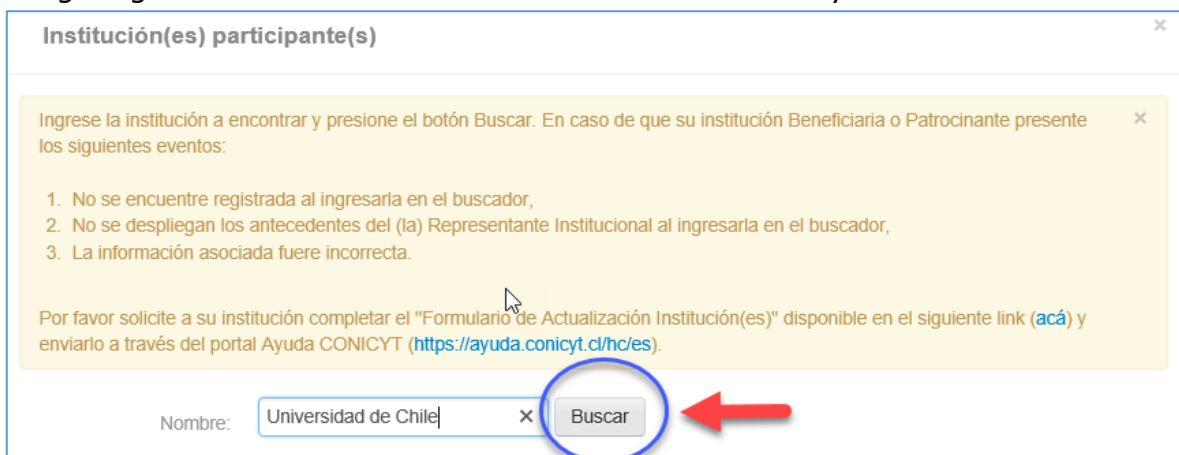 Institución(es) participante(s)
×
Ingrese la institución a encontrar y presione el botón Buscar. En caso de que su institución Beneficiaria o Patrocinante presente ×
los siguientes eventos:
1. No se encuentre registrada al ingresarla en el buscador,
2. No se despliegan los antecedentes del (la) Representante Institucional al ingresarla en el buscador,
3. La información asociada fuere incorrecta.
Por favor solicite a su institución completar el "Formulario de Actualización Institución(es)" disponible en el siguiente link (acá) y
enviarlo a través del portal Ayuda CONICYT (https://ayuda.conicyt.cl/hc/es).
Nombre: Universidad de Chile × Buscar